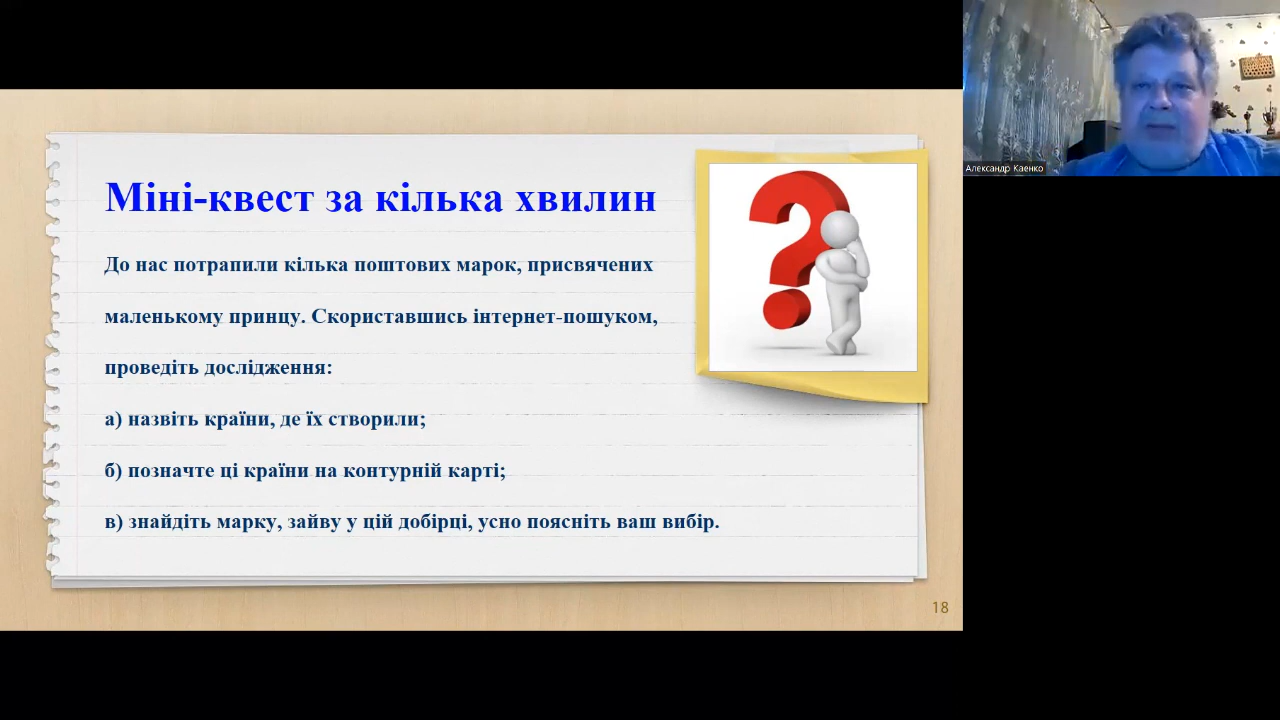 Міні-квест за кілька хвилин
До нас потрапили кілька поштових марок, присвячених
маленькому принцу. Скориставшись інтернет-пошуком,
проведіть дослідження:
а) назвіть країни, де їх створили;
б) позначте ці країни на контурній карті;
в) знайдіть марку, зайву у цій добірці, усно поясніть ваш вибір.
18
Александр Каенко